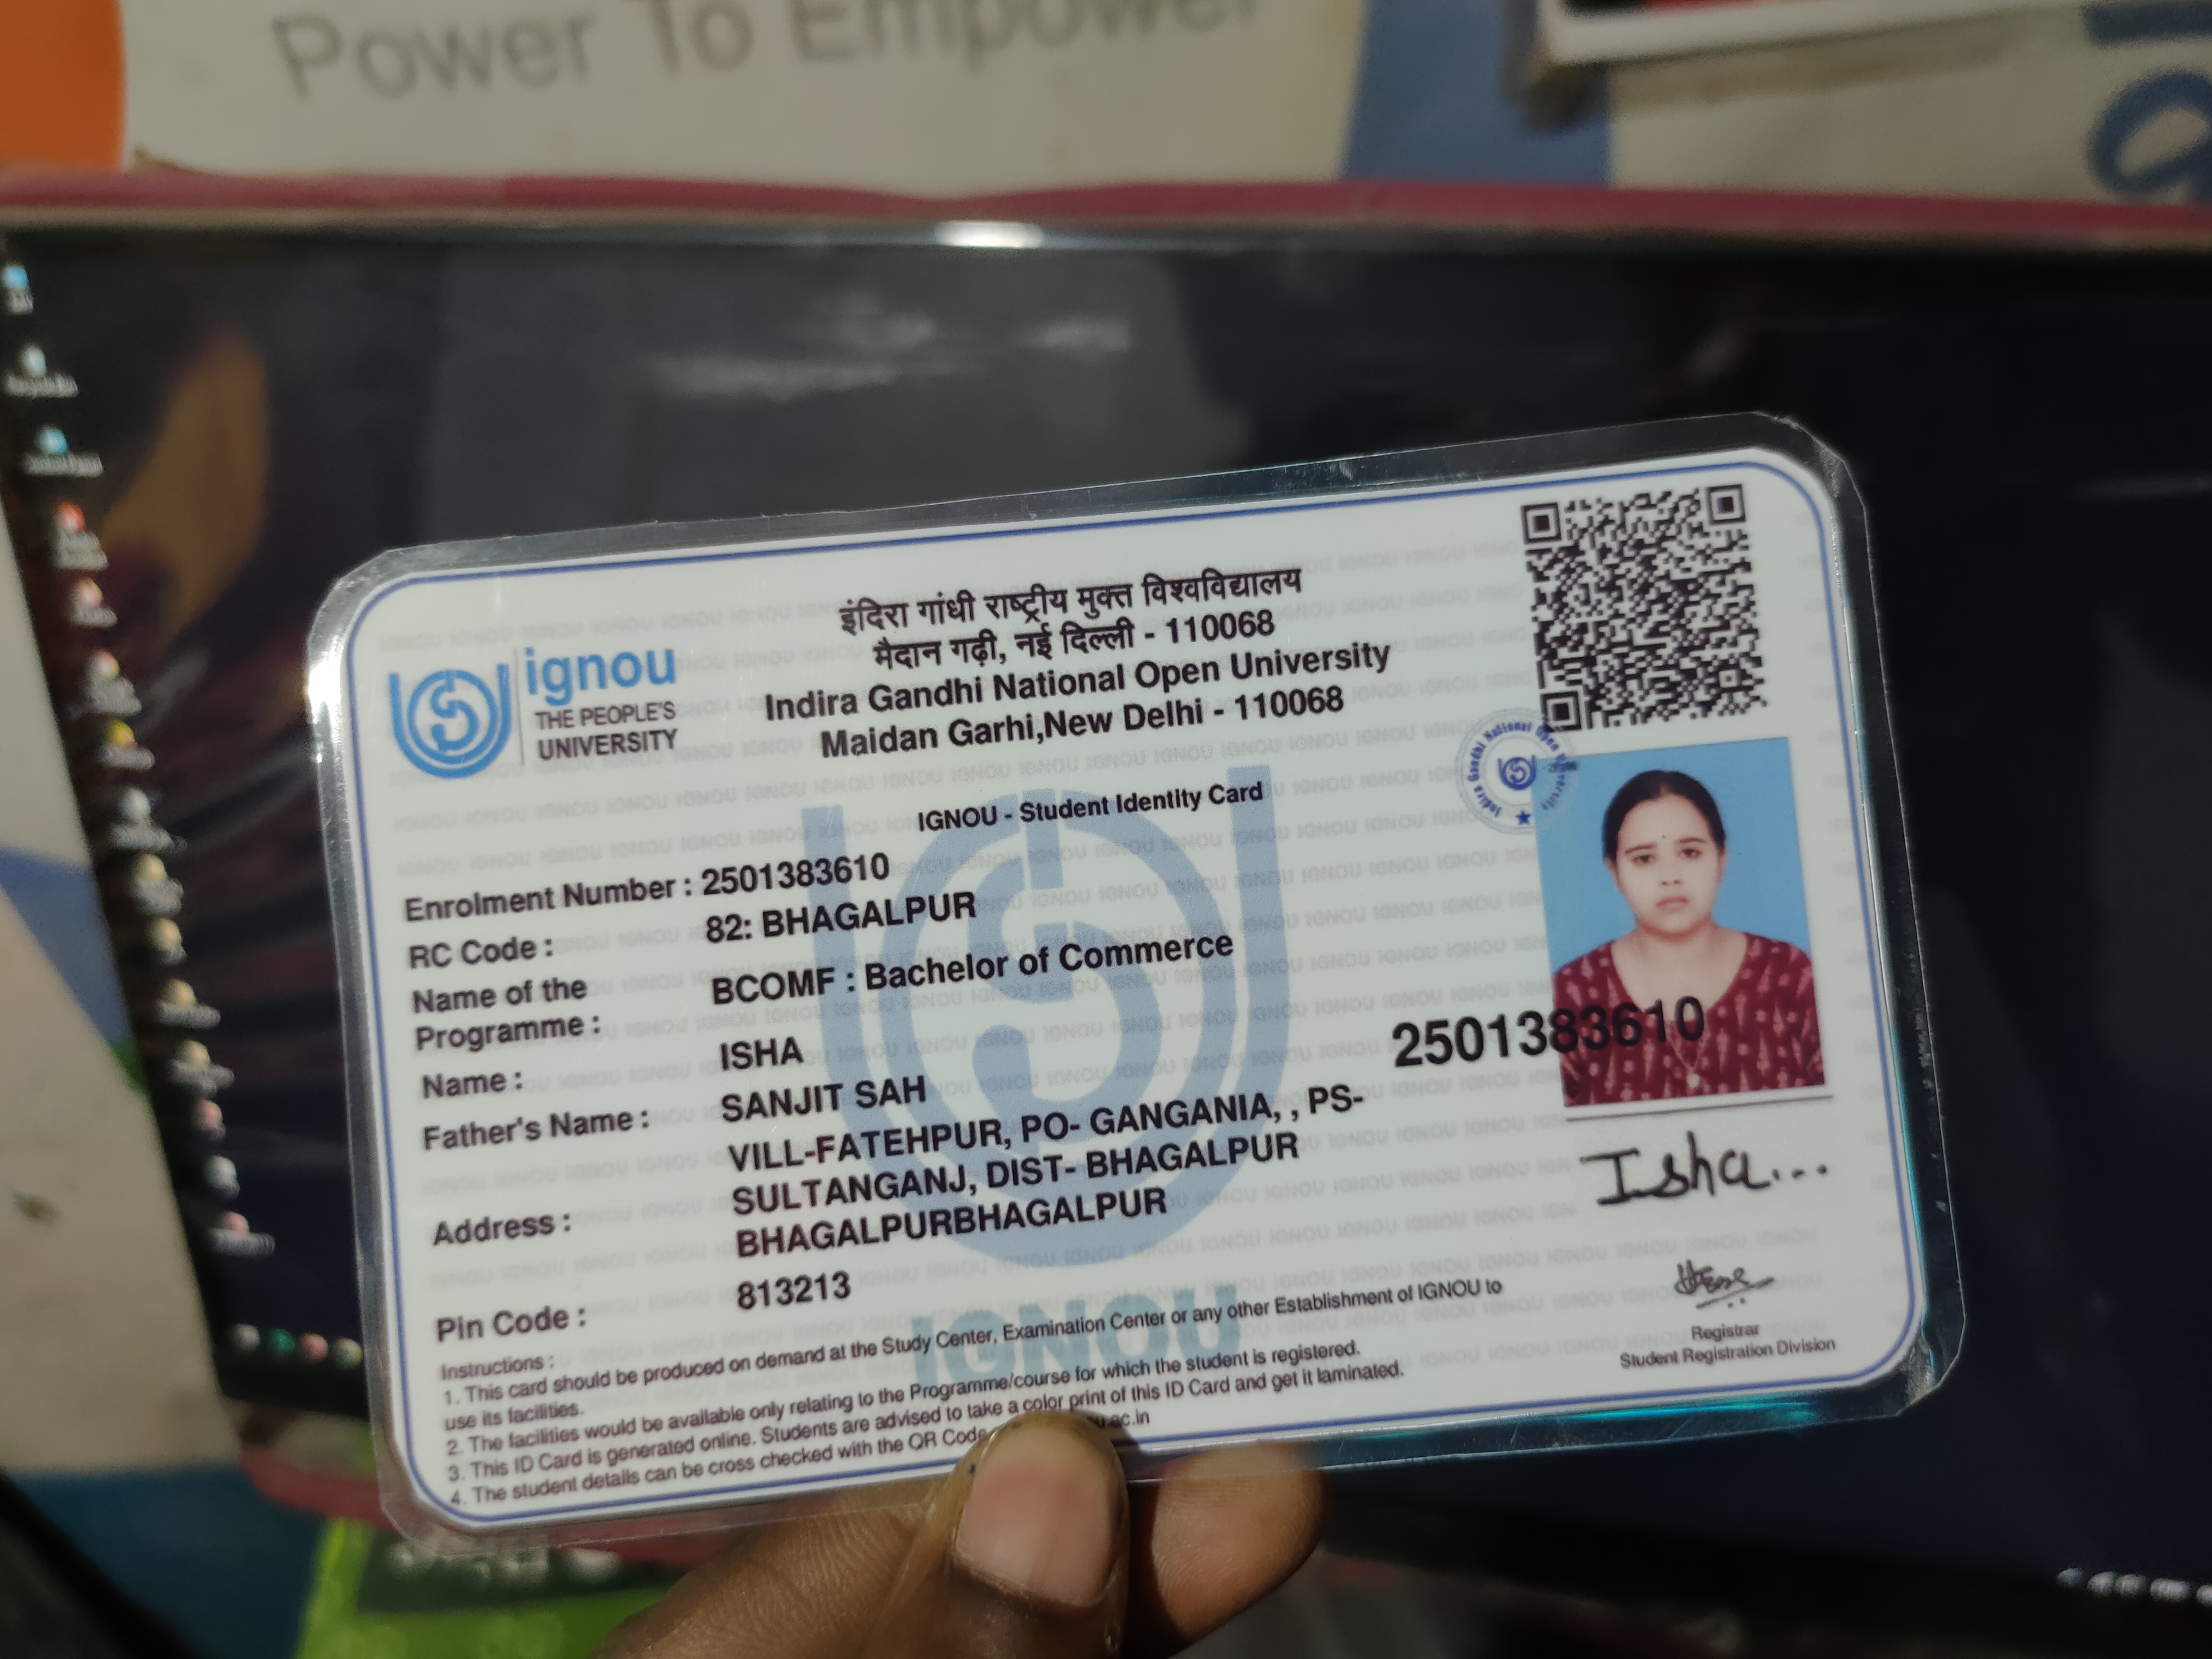 Power To Empower
इंदिरा गांधी राष्ट्रीय मुक्त विश्वविद्यालय
मैदान गढ़ी, नई दिल्ली - 110068
Indira Gandhi National Open University
Maidan Garhi,New Delhi - 110068
ignou
THE PEOPLE'S
UNIVERSITY
Indira Gandhi National Open University
IGNOU - Student Identity Card
Enrolment Number : 2501383610
RC Code : 82: BHAGALPUR
Name of the
Programme : BCOMF : Bachelor of Commerce
Name : ISHA
Father's Name : SANJIT SAH
Address : VILL-FATEHPUR, PO- GANGANIA, , PS-
SULTANGANJ, DIST- BHAGALPUR
BHAGALPURBHAGALPUR
Pin Code : 813213
2501383610
Isha...
Registrar
Student Registration Division
IGNOU
Instructions :
1. This card should be produced on demand at the Study Center, Examination Center or any other Establishment of IGNOU to
use its facilities.
2. The facilities would be available only relating to the Programme/course for which the student is registered.
3. This ID Card is generated online. Students are advised to take a color print of this ID Card and get it laminated.
4. The student details can be cross checked with the QR Code ac.in